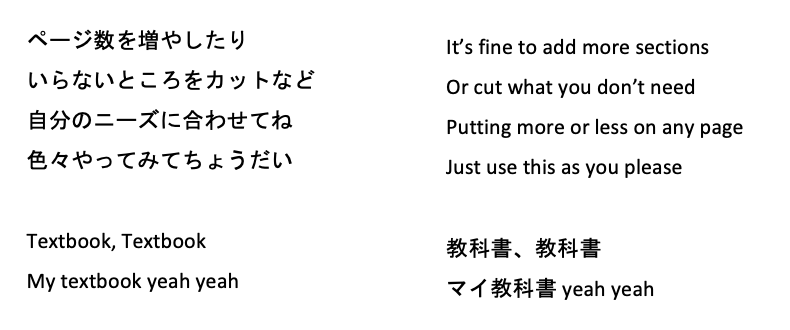 ページ数を増やしたり
いらないところをカットなど
自分のニーズに合わせてね
色々やってみてちょうだい
Textbook, Textbook
My textbook yeah yeah
It’s fine to add more sections
Or cut what you don’t need
Putting more or less on any page
Just use this as you please
教科書、教科書
マイ教科書 yeah yeah